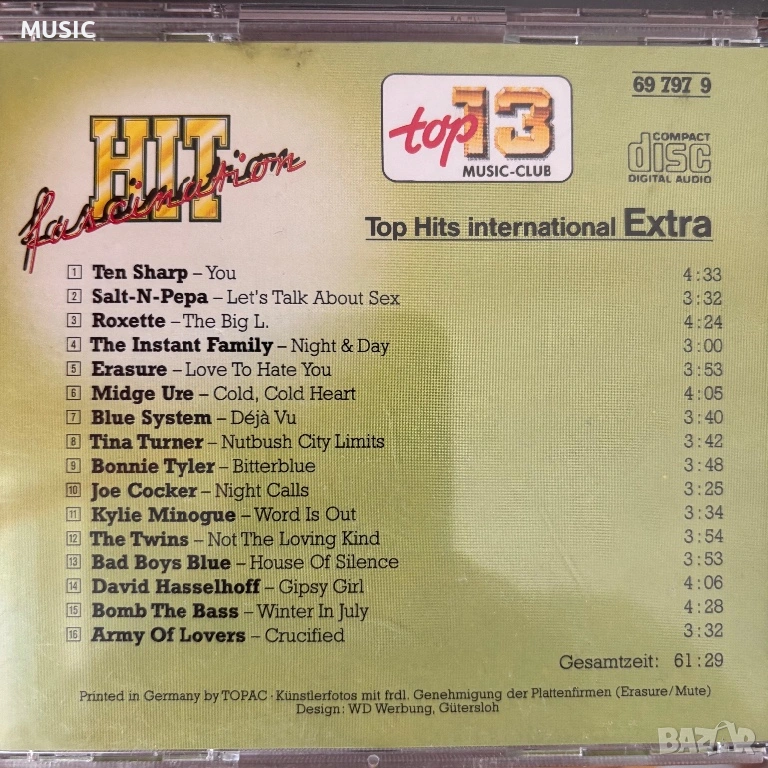 MUSIC
HIT
fascination
top 13
MUSIC-CLUB
69 797 9
COMPACT
disc
DIGITAL AUDIO
Top Hits international Extra
1 Ten Sharp – You 4:33
2 Salt-N-Pepa – Let's Talk About Sex 3:32
3 Roxette – The Big L. 4:24
4 The Instant Family – Night & Day 3:00
5 Erasure – Love To Hate You 3:53
6 Midge Ure – Cold, Cold Heart 4:05
7 Blue System – Déjà Vu 3:40
8 Tina Turner – Nutbush City Limits 3:42
9 Bonnie Tyler – Bitterblue 3:48
10 Joe Cocker – Night Calls 3:25
11 Kylie Minogue – Word Is Out 3:34
12 The Twins – Not The Loving Kind 3:54
13 Bad Boys Blue – House Of Silence 3:53
14 David Hasselhoff – Gipsy Girl 4:06
15 Bomb The Bass – Winter In July 4:28
16 Army Of Lovers – Crucified 3:32
Gesamtzeit: 61:29
Printed in Germany by TOPAC · Künstlerfotos mit frdl. Genehmigung der Plattenfirmen (Erasure/Mute)
Design: WD Werbung, Gütersloh
BAZAR